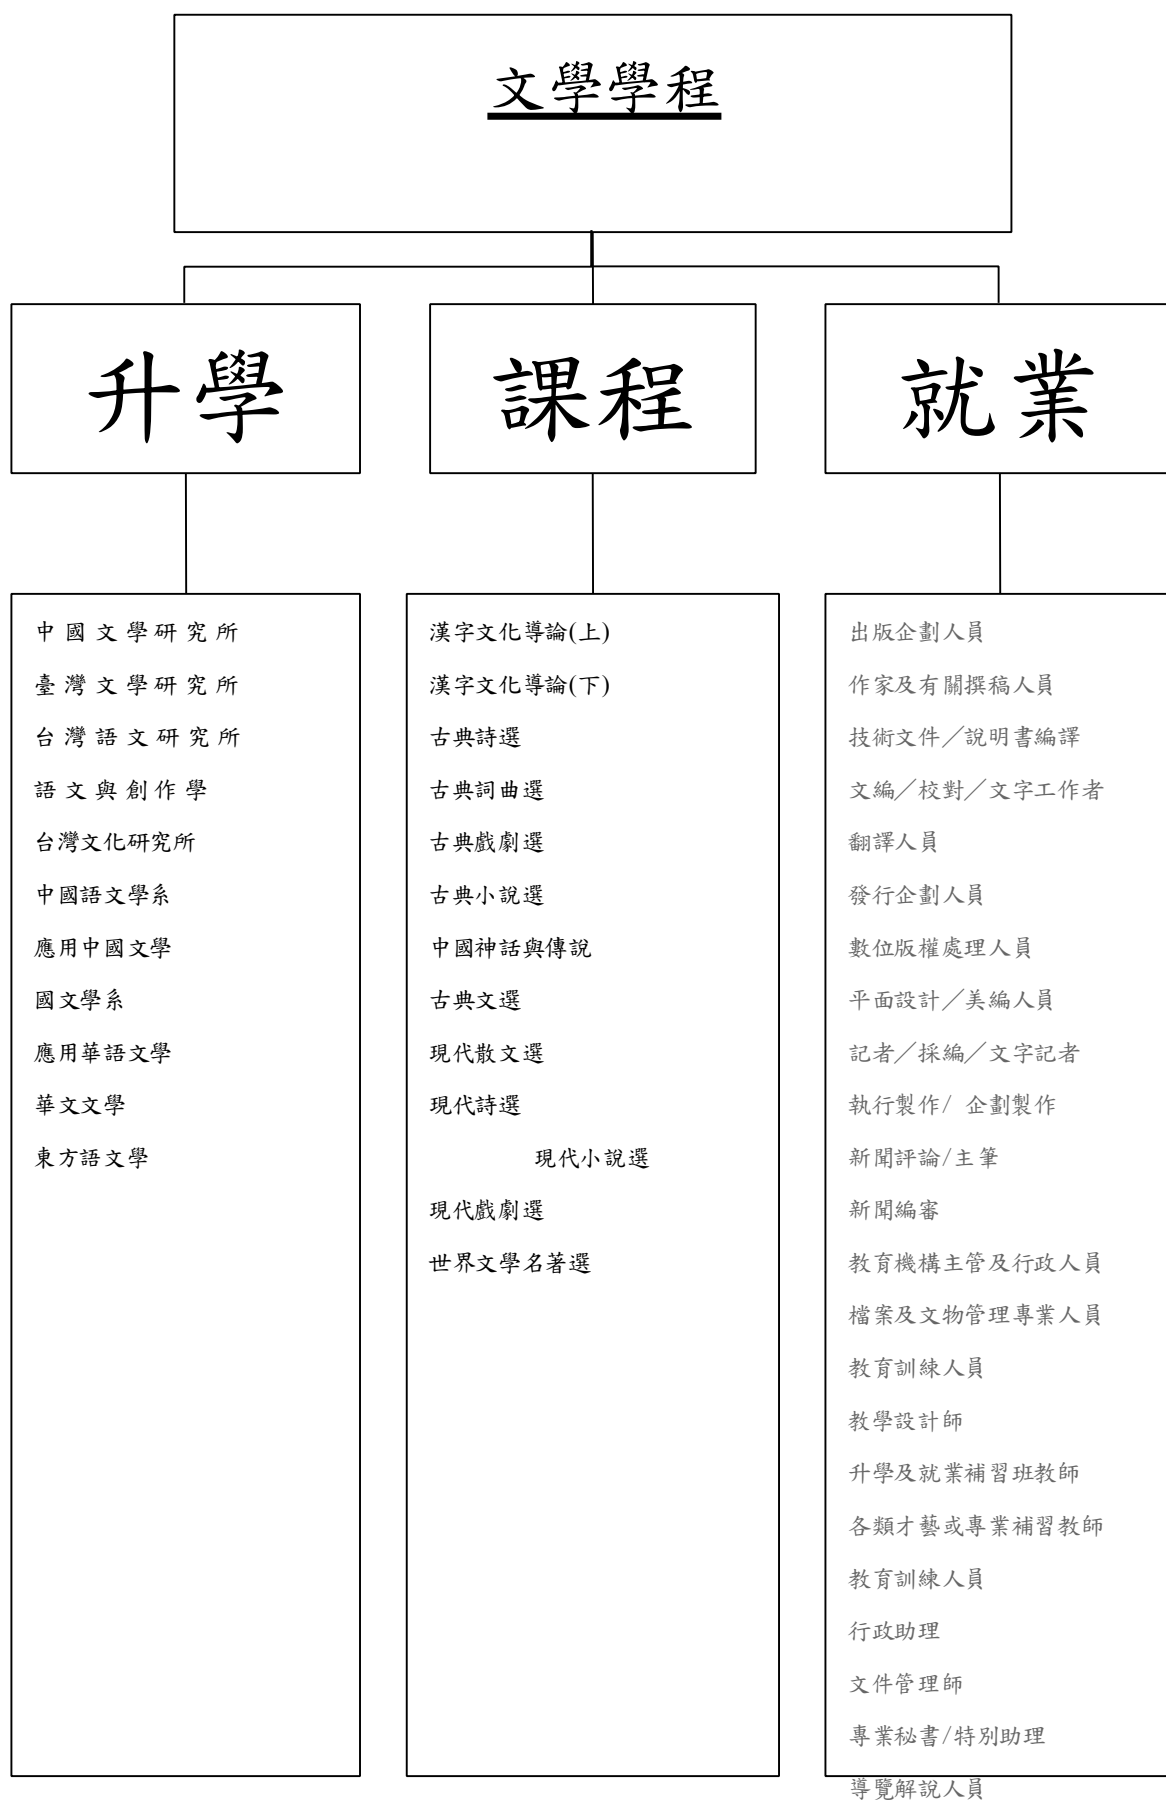 文學學程
升學
課程
就業
中國文學研究所
臺灣文學研究所
台灣語文研究所
語文與創作學
台灣文化研究所
中國語文學系
應用中國文學
國文學系
應用華語文學
華文文學
東方語文學
漢字文化導論(上)
漢字文化導論(下)
古典詩選
古典詞曲選
古典戲劇選
古典小說選
中國神話與傳說
古典文選
現代散文選
現代詩選
現代小說選
現代戲劇選
世界文學名著選
出版企劃人員
作家及有關撰稿人員
技術文件／說明書編譯
文編／校對／文字工作者
翻譯人員
發行企劃人員
數位版權處理人員
平面設計／美編人員
記者／採編／文字記者
執行製作/ 企劃製作
新聞評論/主筆
新聞編審
教育機構主管及行政人員
檔案及文物管理專業人員
教育訓練人員
教學設計師
升學及就業補習班教師
各類才藝或專業補習教師
教育訓練人員
行政助理
文件管理師
專業秘書/特別助理
導覽解說人員